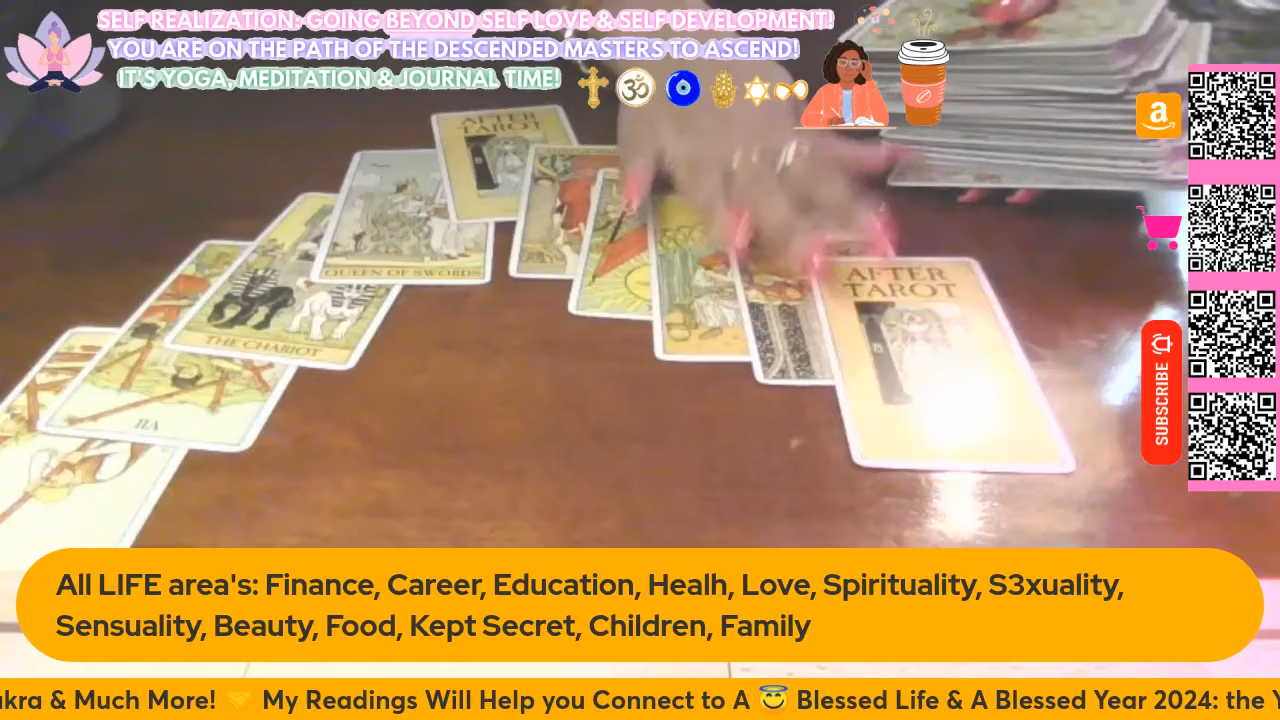 SELF REALIZATION: GOING BEYOND SELF LOVE & SELF DEVELOPMENT!
YOU ARE ON THE PATH OF THE DESCENDED MASTERS TO ASCEND!
IT'S YOGA, MEDITATION & JOURNAL TIME!
ॐ
a
AFTER
TAROT
QUEEN OF SWORDS
THE CHARIOT
VII
AFTER
TAROT
SUBSCRIBE
All LIFE area's: Finance, Career, Education, Healh, Love, Spirituality, S3xuality,
Sensuality, Beauty, Food, Kept Secret, Children, Family
akra & Much More! 🤝 My Readings Will Help you Connect to A 😇 Blessed Life & A Blessed Year 2024: the Y